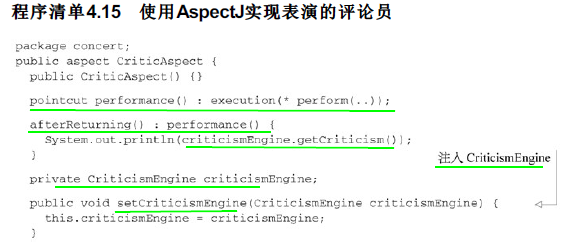 程序清单4.15 使用AspectJ实现表演的评论员
package concert;
public aspect CriticAspect {
public CriticAspect() {}
pointcut performance() : execution(* perform(..));
afterReturning() : performance() {
System.out.println(criticismEngine.getCriticism());
}
注入 CriticismEngine
private CriticismEngine criticismEngine;
public void setCriticismEngine(CriticismEngine criticismEngine) {
this.criticismEngine = criticismEngine;
}